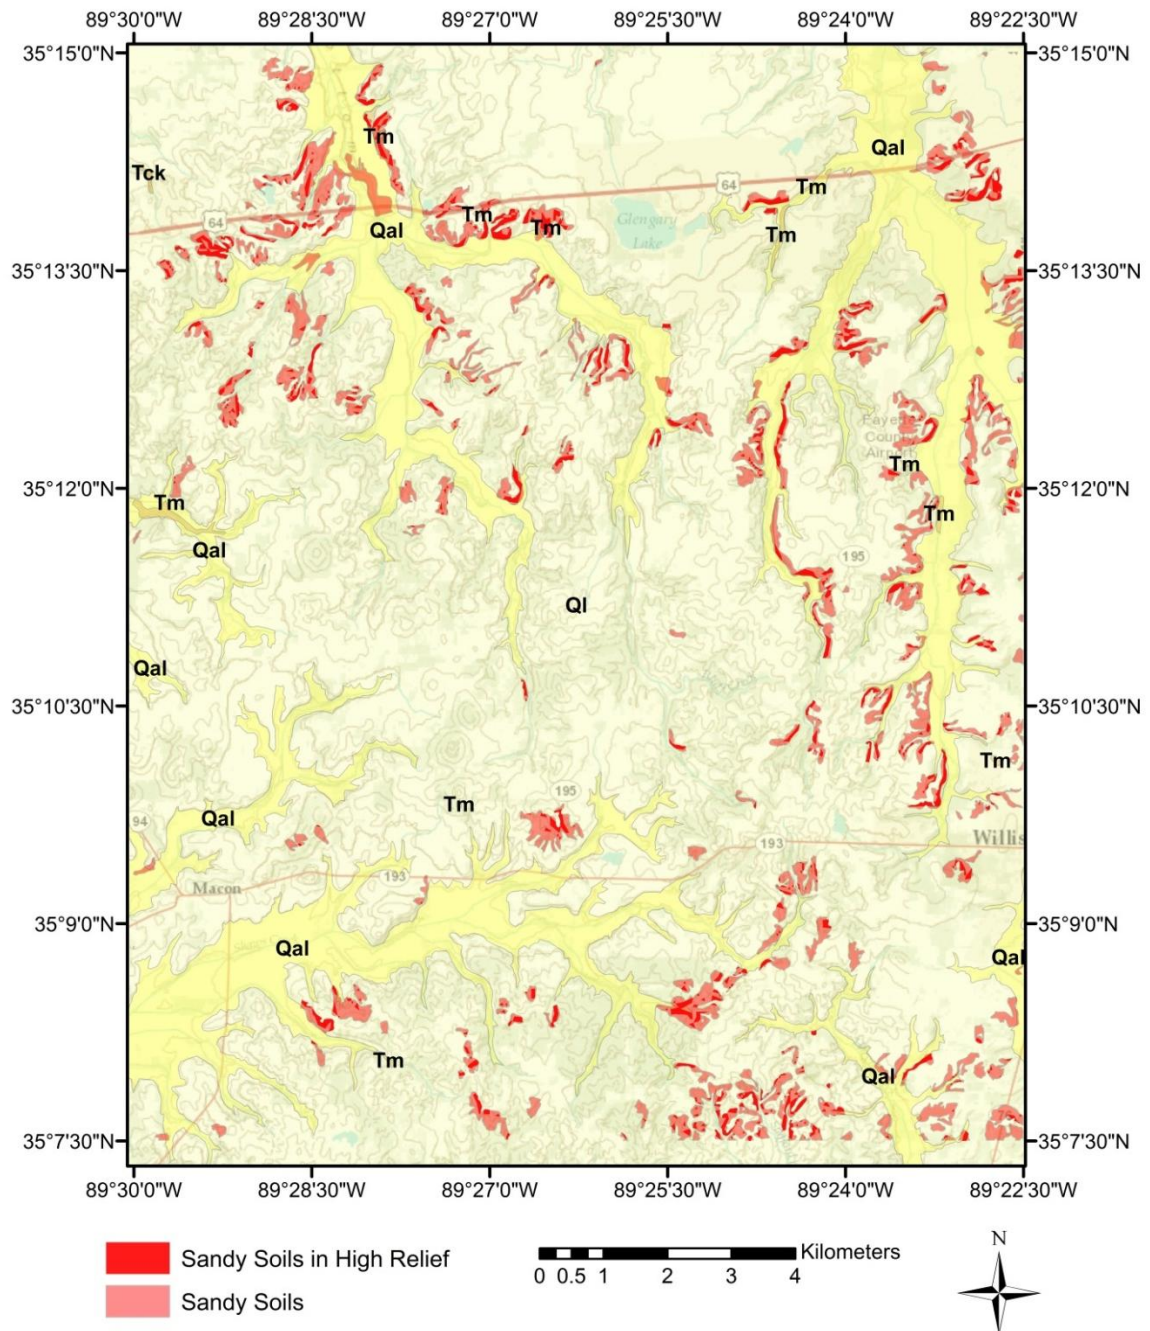 89°30'0"W 89°28'30"W 89°27'0"W 89°25'30"W 89°24'0"W 89°22'30"W
35°15'0"N 35°15'0"N
Tm
Qal
Tck
64
Tm
64
Tm
Glengary
Qal
Tm
Tm
Lake
35°13'30"N 35°13'30"N
Fayette
County
Airport
Tm
35°12'0"N 35°12'0"N
Tm
Tm
Qal
195
Ql
Qal
35°10'30"N 35°10'30"N
Tm
195
Tm
Qal
94
193
Willis
193
Macon
35°9'0"N 35°9'0"N
Qal
Qal
Tm
Qal
35°7'30"N 35°7'30"N
89°30'0"W 89°28'30"W 89°27'0"W 89°25'30"W 89°24'0"W 89°22'30"W
Sandy Soils in High Relief
Sandy Soils
Kilometers
0 0.5 1 2 3 4
N